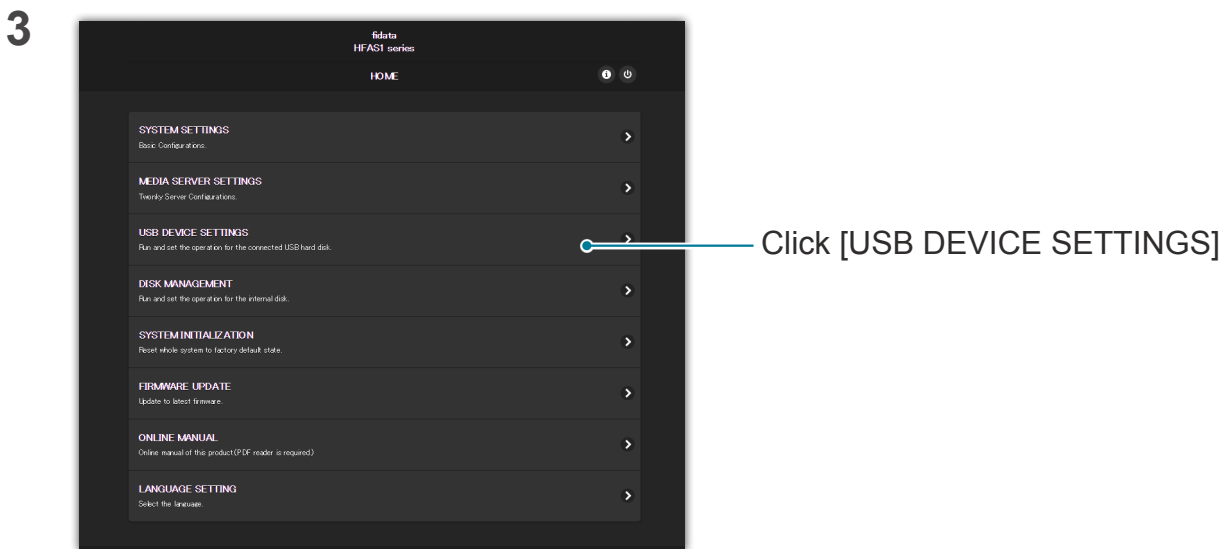 3
fidata
HFAS1 series
HOME
SYSTEM SETTINGS
Basic Configurations.
MEDIA SERVER SETTINGS
Twonky Server Configurations.
USB DEVICE SETTINGS
Run and set the operation for the connected USB hard disk.
Click [USB DEVICE SETTINGS]
DISK MANAGEMENT
Run and set the operation for the internal disk.
SYSTEM INITIALIZATION
Reset whole system to factory default state.
FIRMWARE UPDATE
Update to latest firmware.
ONLINE MANUAL
Online manual of this product(PDF reader is required)
LANGUAGE SETTING
Select the language.